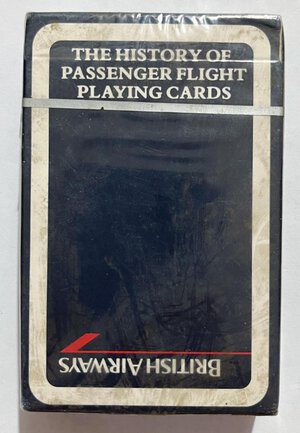 THE HISTORY OF
PASSENGER FLIGHT
PLAYING CARDS
BRITISH AIRWAYS